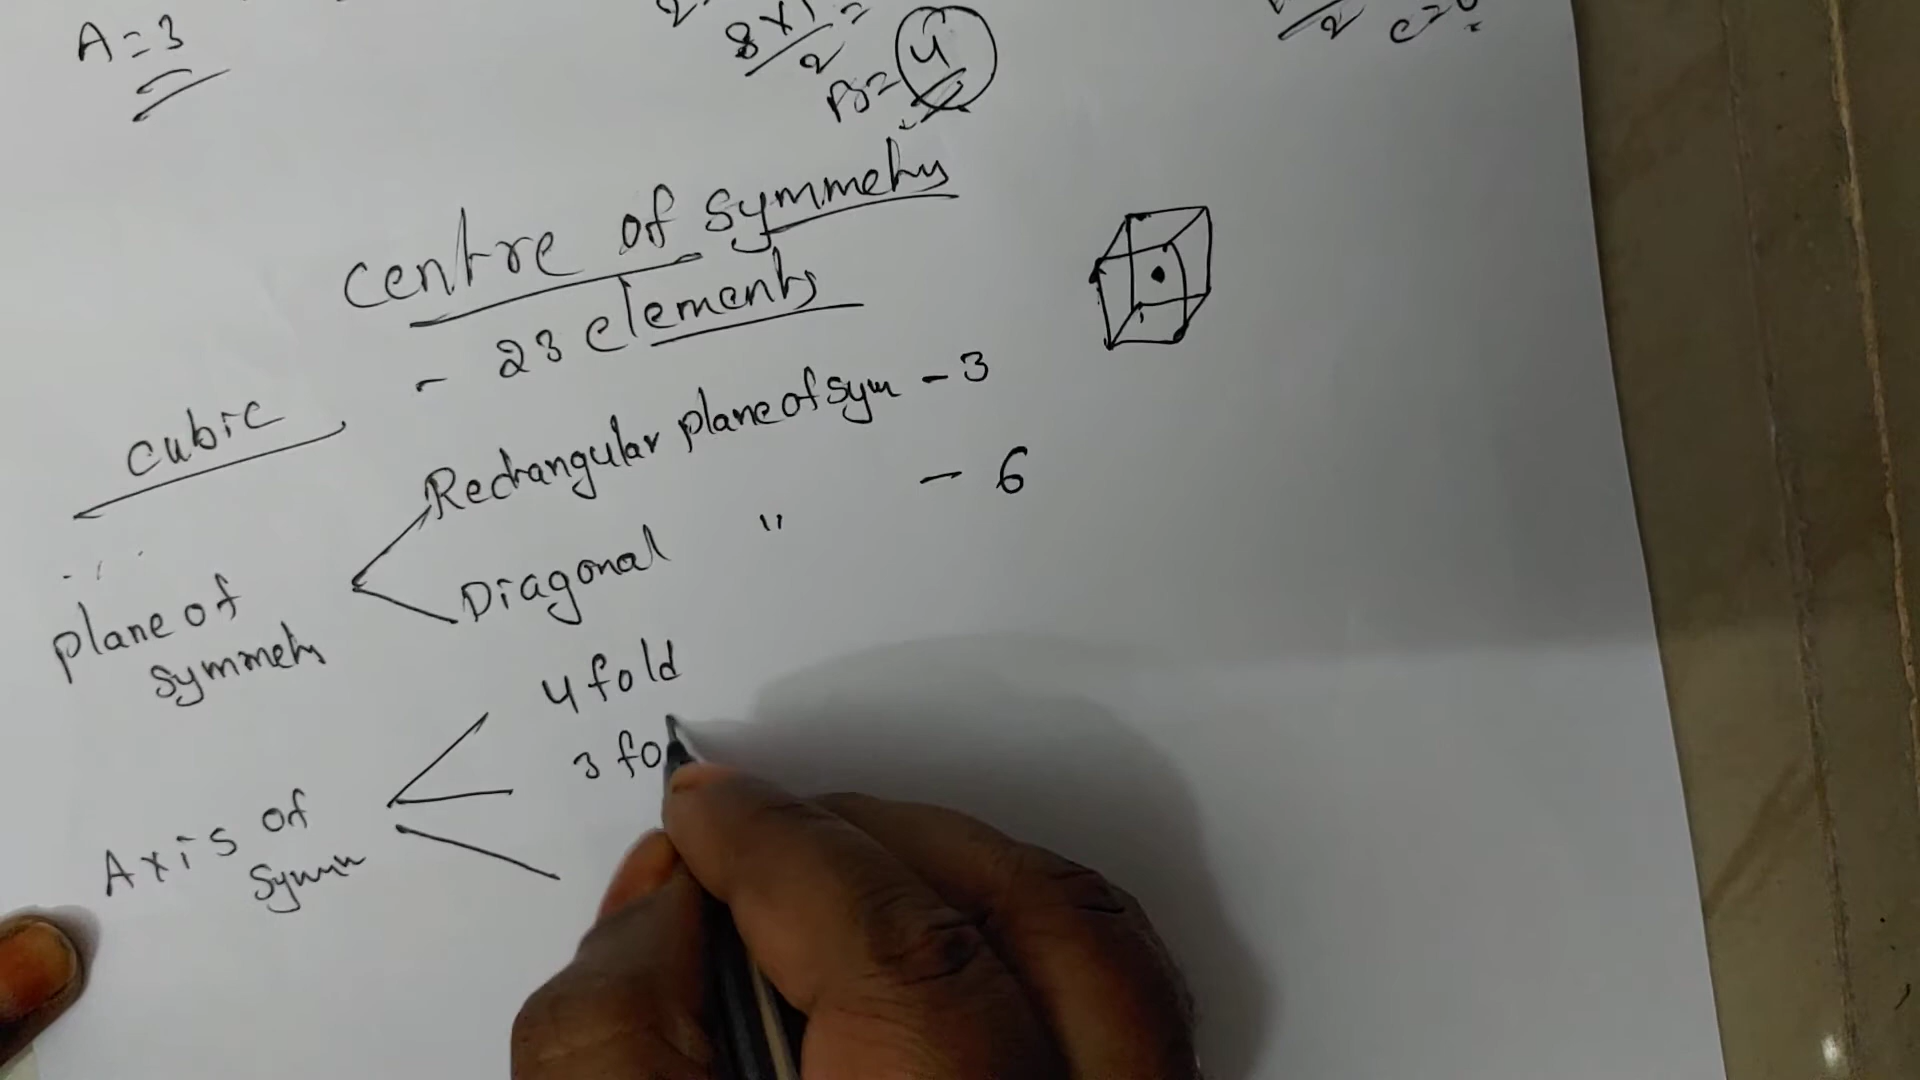 A = 3
8 x 1
2
B = 4
2 c =
centre of symmetry
- 23 elements
cubic
Rectangular plane of sym - 3
Diagonal " - 6
plane of
symmetry
4 fold
3 fo
Axis of
Symm